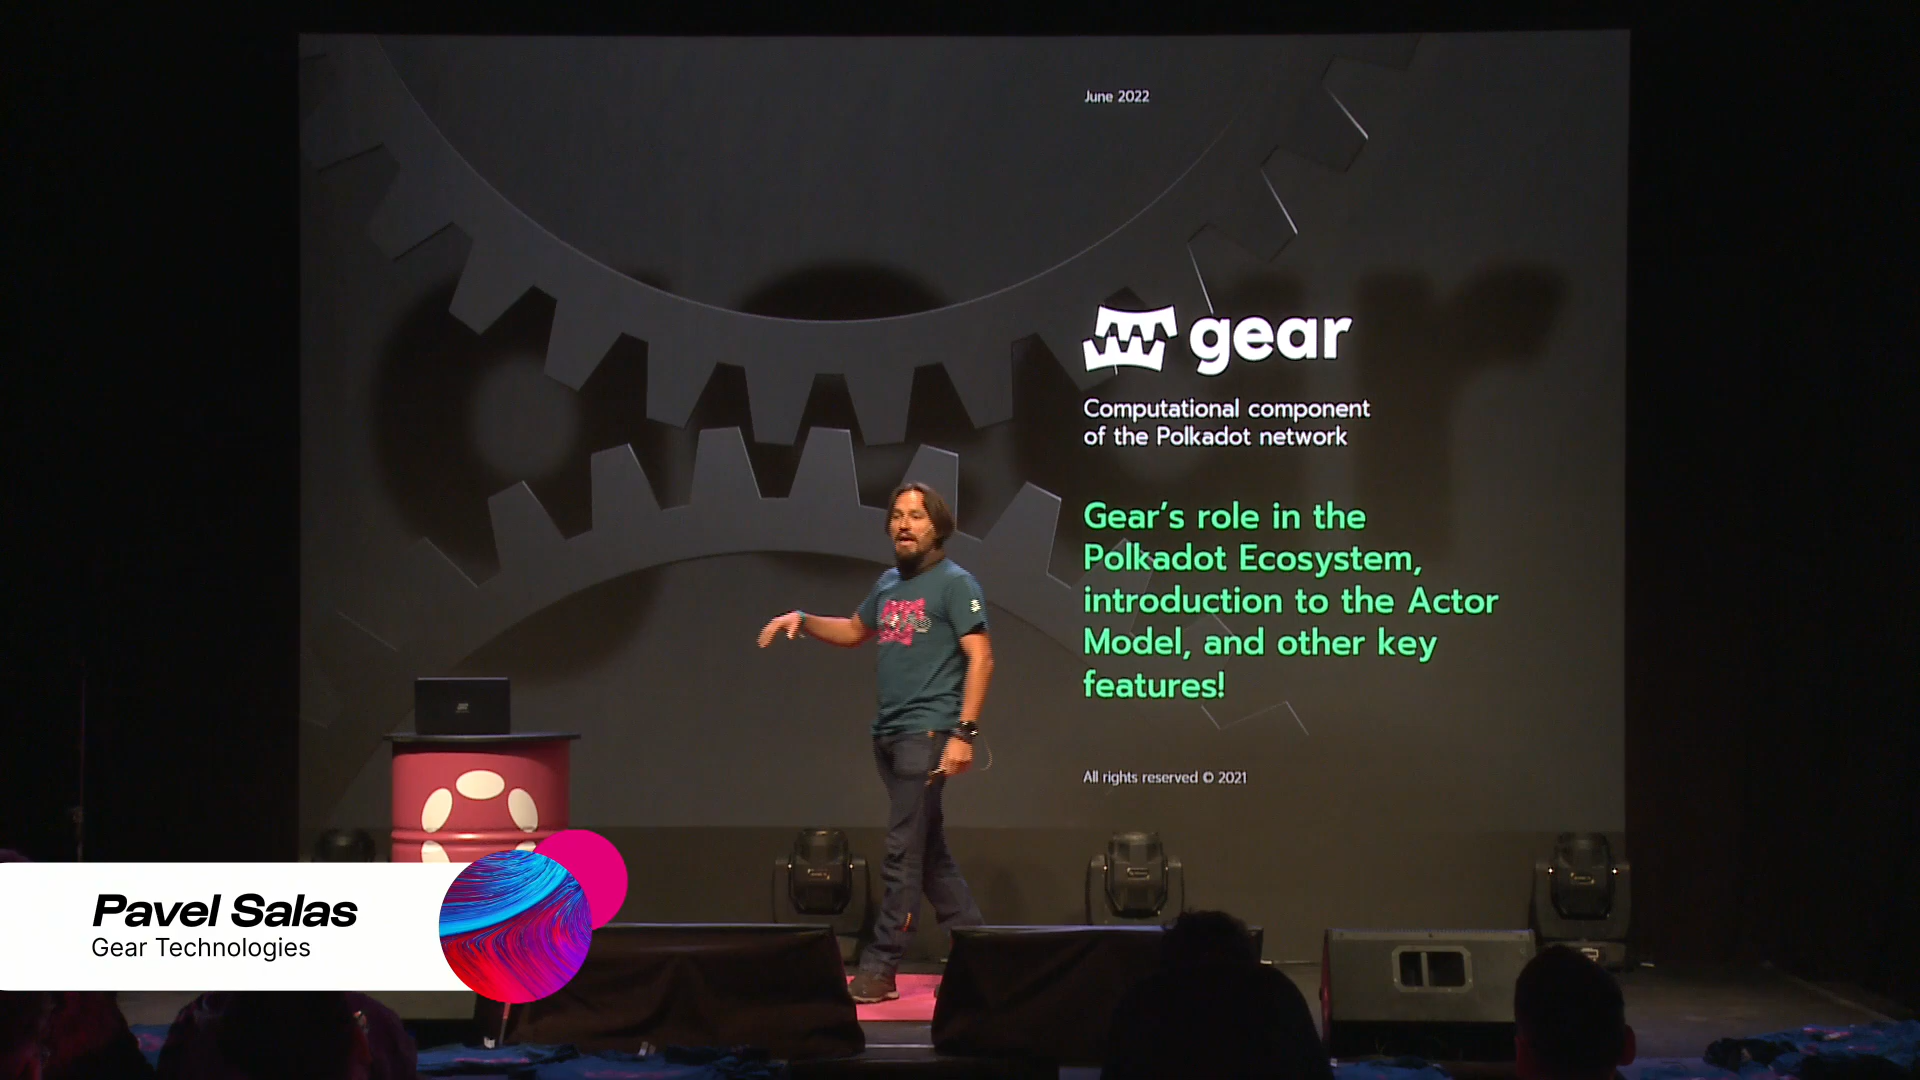 June 2022
gear
Computational component
of the Polkadot network
Gear's role in the
Polkadot Ecosystem,
introduction to the Actor
Model, and other key
features!
All rights reserved © 2021
Pavel Salas
Gear Technologies